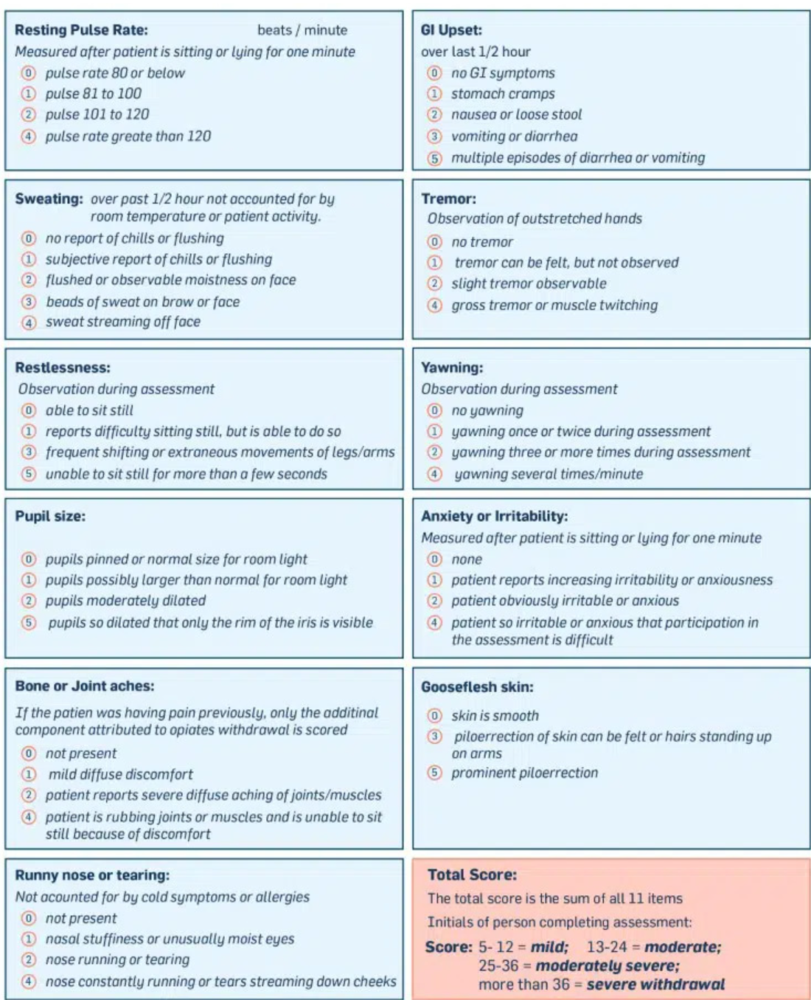 Resting Pulse Rate: beats / minute
Measured after patient is sitting or lying for one minute
0 pulse rate 80 or below
1 pulse 81 to 100
2 pulse 101 to 120
4 pulse rate greate than 120
GI Upset:
over last 1/2 hour
0 no GI symptoms
1 stomach cramps
2 nausea or loose stool
3 vomiting or diarrhea
5 multiple episodes of diarrhea or vomiting
Sweating: over past 1/2 hour not accounted for by
room temperature or patient activity.
0 no report of chills or flushing
1 subjective report of chills or flushing
2 flushed or observable moistness on face
3 beads of sweat on brow or face
4 sweat streaming off face
Tremor:
Observation of outstretched hands
0 no tremor
1 tremor can be felt, but not observed
2 slight tremor observable
4 gross tremor or muscle twitching
Restlessness:
Observation during assessment
0 able to sit still
1 reports difficulty sitting still, but is able to do so
3 frequent shifting or extraneous movements of legs/arms
5 unable to sit still for more than a few seconds
Yawning:
Observation during assessment
0 no yawning
1 yawning once or twice during assessment
2 yawning three or more times during assessment
4 yawning several times/minute
Pupil size:
0 pupils pinned or normal size for room light
1 pupils possibly larger than normal for room light
2 pupils moderately dilated
5 pupils so dilated that only the rim of the iris is visible
Anxiety or Irritability:
Measured after patient is sitting or lying for one minute
0 none
1 patient reports increasing irritability or anxiousness
2 patient obviously irritable or anxious
4 patient so irritable or anxious that participation in
the assessment is difficult
Bone or Joint aches:
If the patien was having pain previously, only the additinal
component attributed to opiates withdrawal is scored
0 not present
1 mild diffuse discomfort
2 patient reports severe diffuse aching of joints/muscles
4 patient is rubbing joints or muscles and is unable to sit
still because of discomfort
Gooseflesh skin:
0 skin is smooth
3 piloerrection of skin can be felt or hairs standing up
on arms
5 prominent piloerrection
Runny nose or tearing:
Not acounted for by cold symptoms or allergies
0 not present
1 nasal stuffiness or unusually moist eyes
2 nose running or tearing
4 nose constantly running or tears streaming down cheeks
Total Score:
The total score is the sum of all 11 items
Initials of person completing assessment:
Score: 5- 12 = mild; 13-24 = moderate;
25-36 = moderately severe;
more than 36 = severe withdrawal